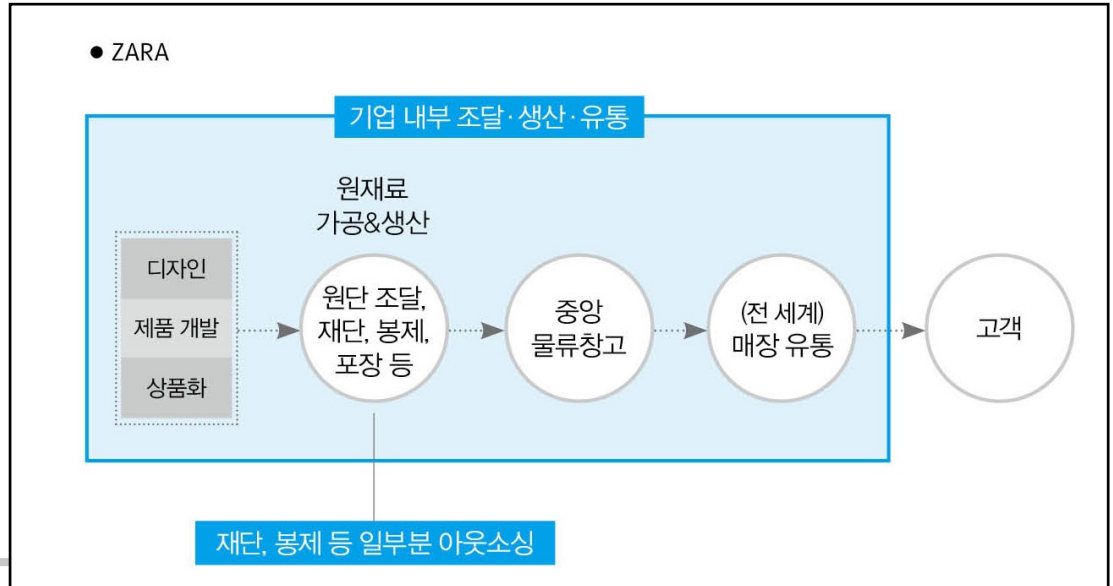 ● ZARA
기업 내부 조달·생산·유통
원재료
가공&생산
디자인
제품 개발
상품화
원단 조달,
재단, 봉제,
포장 등
중앙
물류창고
(전 세계)
매장 유통
고객
재단, 봉제 등 일부분 아웃소싱